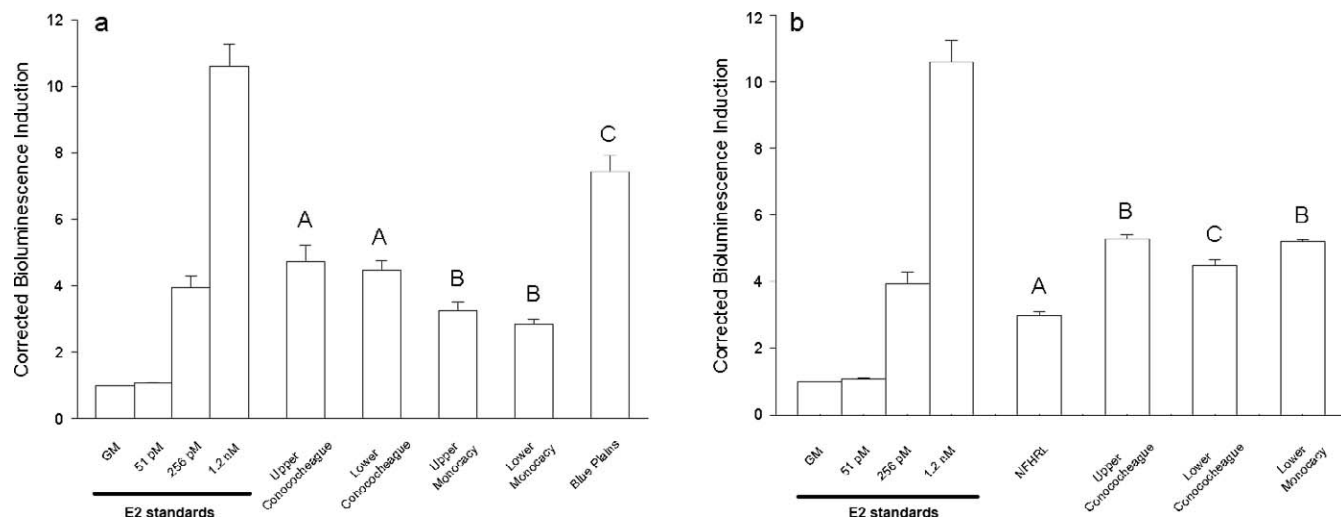 a
Corrected Bioluminescence Induction
12
10
8
6
4
2
0
A
A
B
B
C
GM
51 pM
256 pM
1.2 nM
Upper
Conococheague
Lower
Conococheague
Upper
Monocacy
Lower
Monocacy
Blue Plains
E2 standards
b
Corrected Bioluminescence Induction
12
10
8
6
4
2
0
A
B
C
B
GM
51 pM
256 pM
1.2 nM
NFHRL
Upper
Conococheague
Lower
Conococheague
Lower
Monocacy
E2 standards